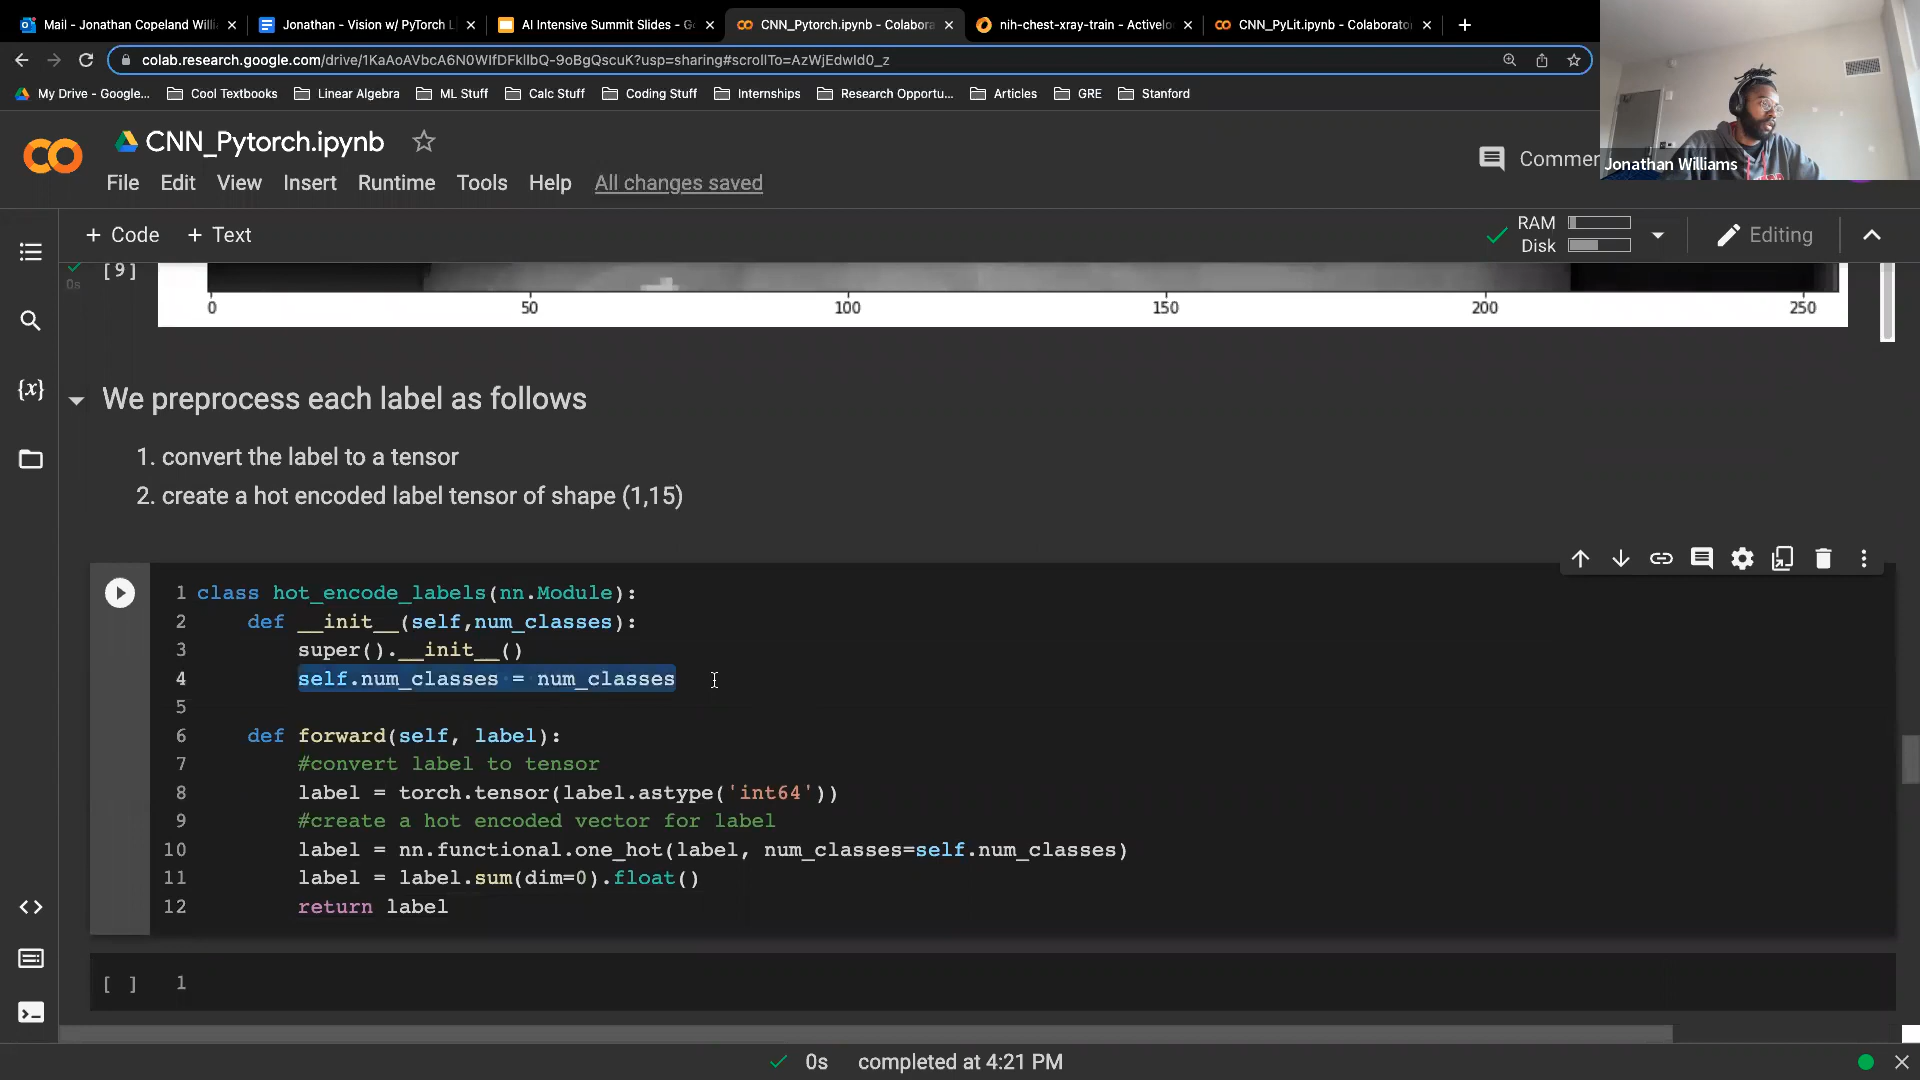 Mail - Jonathan Copeland Willi
Jonathan - Vision w/ PyTorch L
AI Intensive Summit Slides - Go
CNN_Pytorch.ipynb - Colabora
nih-chest-xray-train - Activelo
CNN_PyLit.ipynb - Colaborato
colab.research.google.com/drive/1KaAoAVbcA6N0WIfDFkllbQ-9oBgQscuK?usp=sharing#scrollTo=AzWjEdwId0_z
My Drive - Google...
Cool Textbooks
Linear Algebra
ML Stuff
Calc Stuff
Coding Stuff
Internships
Research Opportu...
Articles
GRE
Stanford
CNN_Pytorch.ipynb
Commen
Jonathan Williams
File Edit View Insert Runtime Tools Help All changes saved
+ Code + Text
RAM
Disk
Editing
[9]
0s
0 50 100 150 200 250
{x}
We preprocess each label as follows
1. convert the label to a tensor
2. create a hot encoded label tensor of shape (1,15)
1 class hot_encode_labels(nn.Module):
2 def __init__(self,num_classes):
3 super().__init__()
4 self.num_classes = num_classes
5
6 def forward(self, label):
7 #convert label to tensor
8 label = torch.tensor(label.astype('int64'))
9 #create a hot encoded vector for label
10 label = nn.functional.one_hot(label, num_classes=self.num_classes)
11 label = label.sum(dim=0).float()
12 return label
[ ] 1
0s completed at 4:21 PM